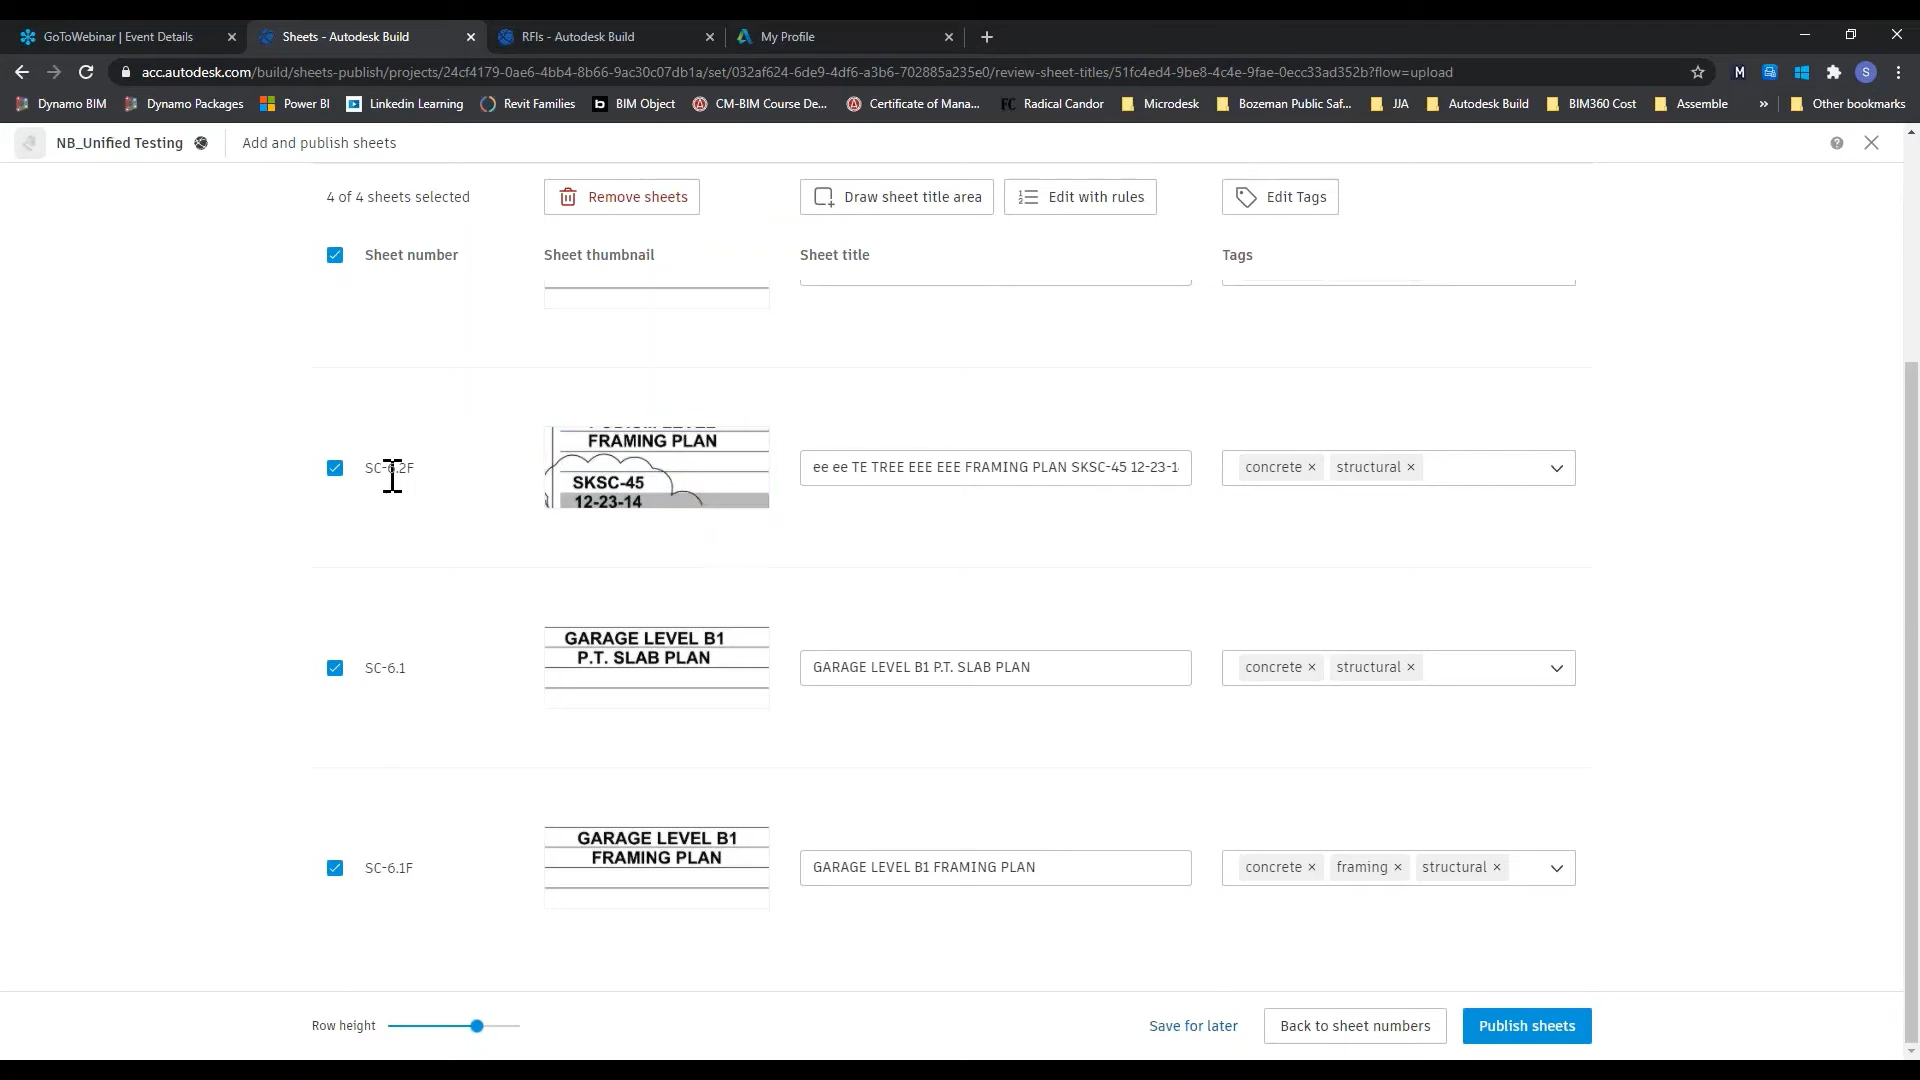 GoToWebinar | Event Details
Sheets - Autodesk Build
RFIs - Autodesk Build
My Profile
acc.autodesk.com/build/sheets-publish/projects/24cf4179-0ae6-4bb4-8b66-9ac30c07db1a/set/032af624-6de9-4df6-a3b6-702885a235e0/review-sheet-titles/51fc4ed4-9be8-4c4e-9fae-0ecc33ad352b?flow=upload
M
S
Dynamo BIM
Dynamo Packages
Power BI
Linkedin Learning
Revit Families
b BIM Object
CM-BIM Course De...
Certificate of Mana...
FC Radical Candor
Microdesk
Bozeman Public Saf...
JJA
Autodesk Build
BIM360 Cost
Assemble
»
Other bookmarks
NB_Unified Testing
Add and publish sheets
4 of 4 sheets selected
Remove sheets
Draw sheet title area
Edit with rules
Edit Tags
Sheet number
Sheet thumbnail
Sheet title
Tags
SC-6.2F
FRAMING PLAN
SKSC-45
12-23-14
ee ee TE TREE EEE EEE FRAMING PLAN SKSC-45 12-23-1
concrete ×
structural ×
SC-6.1
GARAGE LEVEL B1
P.T. SLAB PLAN
GARAGE LEVEL B1 P.T. SLAB PLAN
concrete ×
structural ×
SC-6.1F
GARAGE LEVEL B1
FRAMING PLAN
GARAGE LEVEL B1 FRAMING PLAN
concrete ×
framing ×
structural ×
Row height
Save for later
Back to sheet numbers
Publish sheets